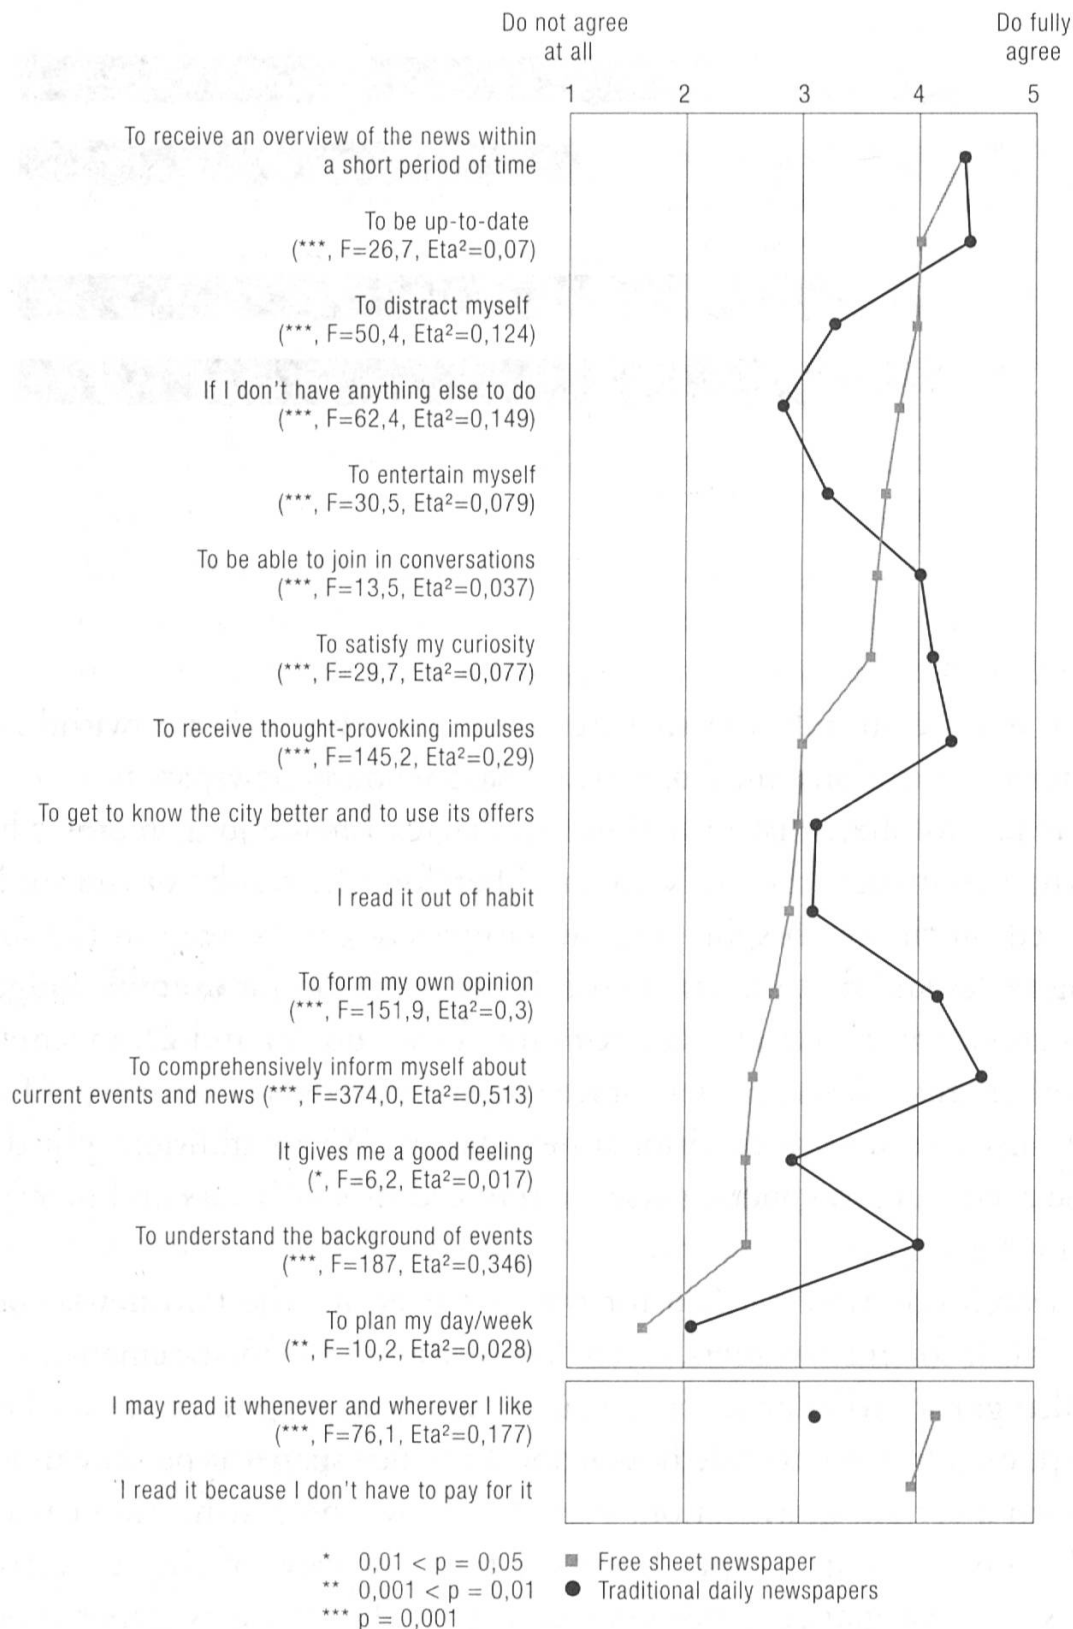 Do not agree
at all
Do fully
agree
1 2 3 4 5
To receive an overview of the news within
a short period of time
To be up-to-date
(***, F=26,7, Eta²=0,07)
To distract myself
(***, F=50,4, Eta²=0,124)
If I don't have anything else to do
(***, F=62,4, Eta²=0,149)
To entertain myself
(***, F=30,5, Eta²=0,079)
To be able to join in conversations
(***, F=13,5, Eta²=0,037)
To satisfy my curiosity
(***, F=29,7, Eta²=0,077)
To receive thought-provoking impulses
(***, F=145,2, Eta²=0,29)
To get to know the city better and to use its offers
I read it out of habit
To form my own opinion
(***, F=151,9, Eta²=0,3)
To comprehensively inform myself about
current events and news (***, F=374,0, Eta²=0,513)
It gives me a good feeling
(*, F=6,2, Eta²=0,017)
To understand the background of events
(***, F=187, Eta²=0,346)
To plan my day/week
(**, F=10,2, Eta²=0,028)
I may read it whenever and wherever I like
(***, F=76,1, Eta²=0,177)
I read it because I don't have to pay for it
* 0,01 < p = 0,05
** 0,001 < p = 0,01
*** p = 0,001
Free sheet newspaper
Traditional daily newspapers